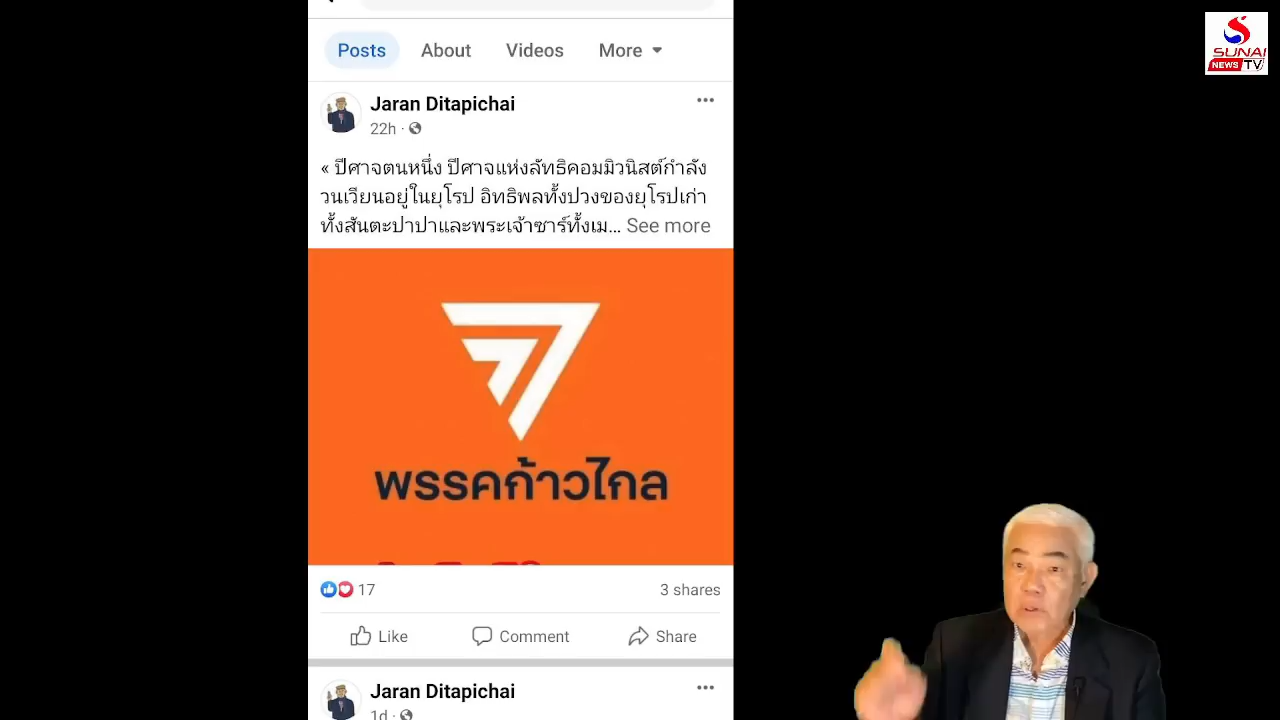 Posts About Videos More
SUNAI
NEWS TV
Jaran Ditapichai
22h
« ปีศาจตนหนึ่ง ปีศาจแห่งลัทธิคอมมิวนิสต์กำลัง
วนเวียนอยู่ในยุโรป อิทธิพลทั้งปวงของยุโรปเก่า
ทั้งสันตะปาปาและพระเจ้าซาร์ทั้งเม... See more
พรรคก้าวไกล
17 3 shares
Like Comment Share
Jaran Ditapichai
1d